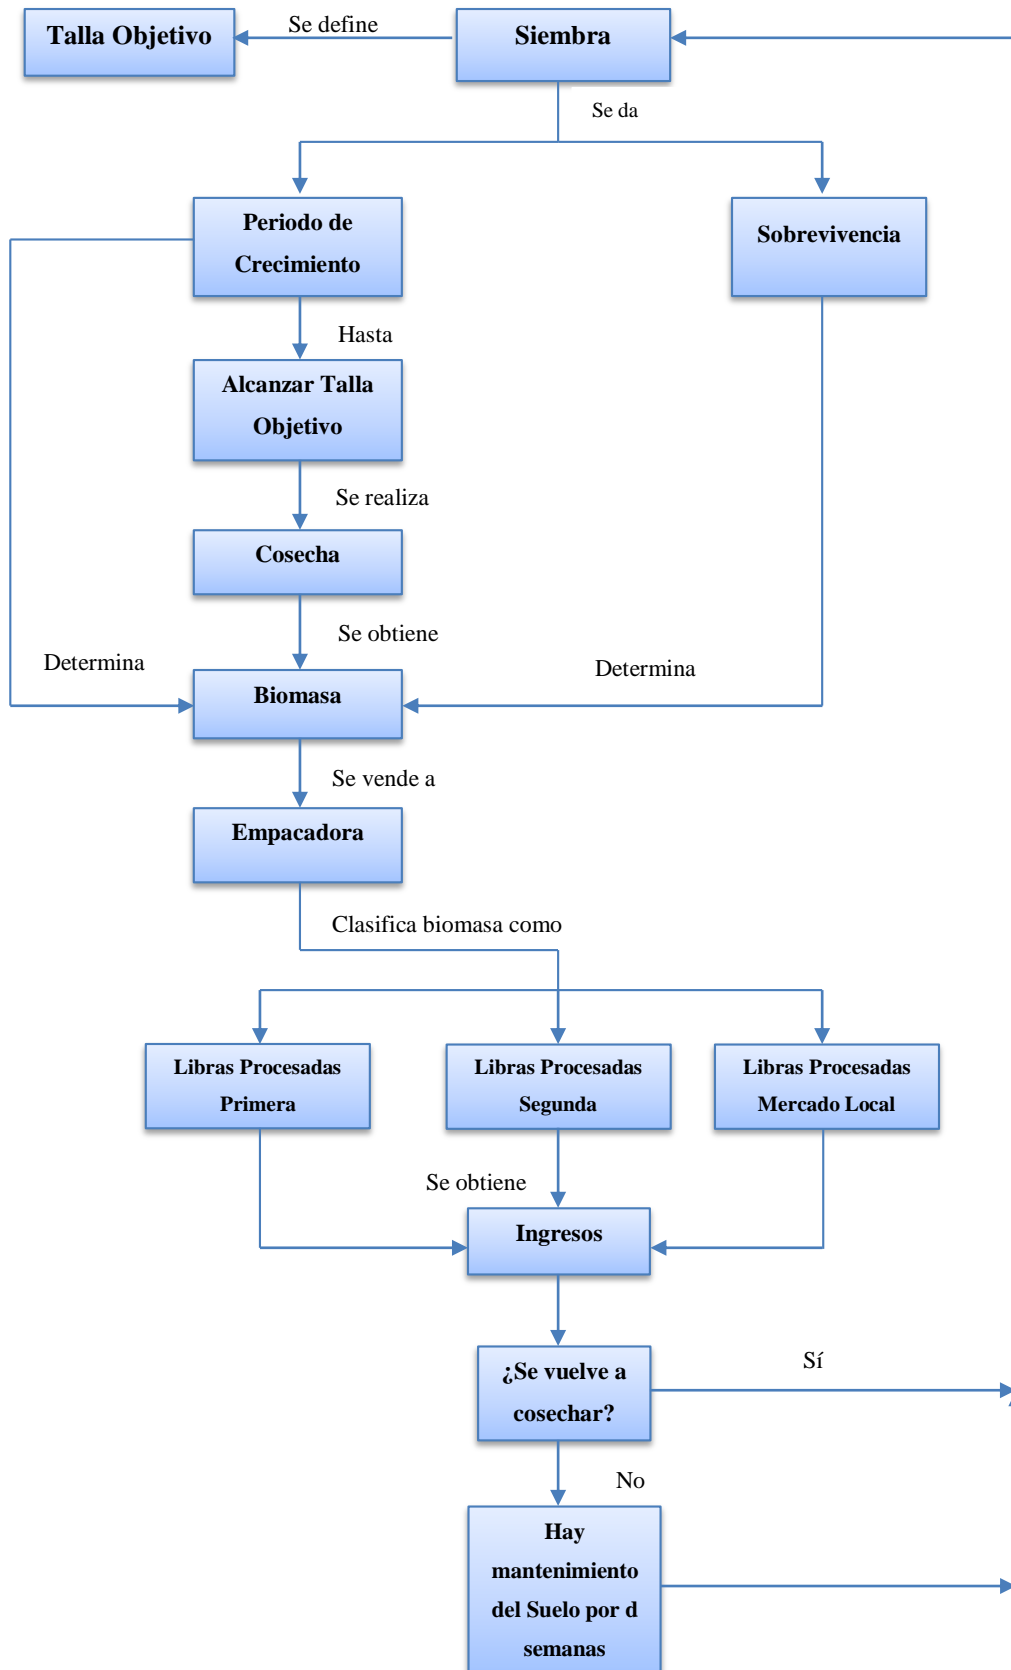 Talla Objetivo
Se define
Siembra
Se da
Periodo de
Crecimiento
Sobrevivencia
Hasta
Alcanzar Talla
Objetivo
Se realiza
Cosecha
Se obtiene
Determina
Determina
Biomasa
Se vende a
Empacadora
Clasifica biomasa como
Libras Procesadas
Primera
Libras Procesadas
Segunda
Libras Procesadas
Mercado Local
Se obtiene
Ingresos
¿Se vuelve a
cosechar?
Sí
No
Hay
mantenimiento
del Suelo por d
semanas